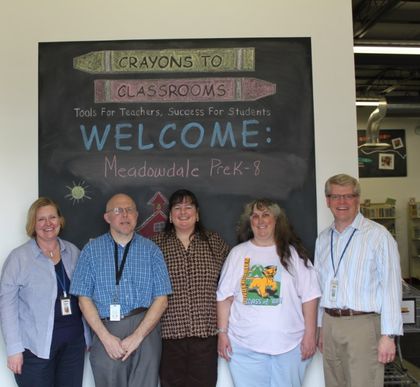 CRAYONS TO
CLASSROOMS
Tools For Teachers, Success For Students
WELCOME:
Meadowdale PreK-8